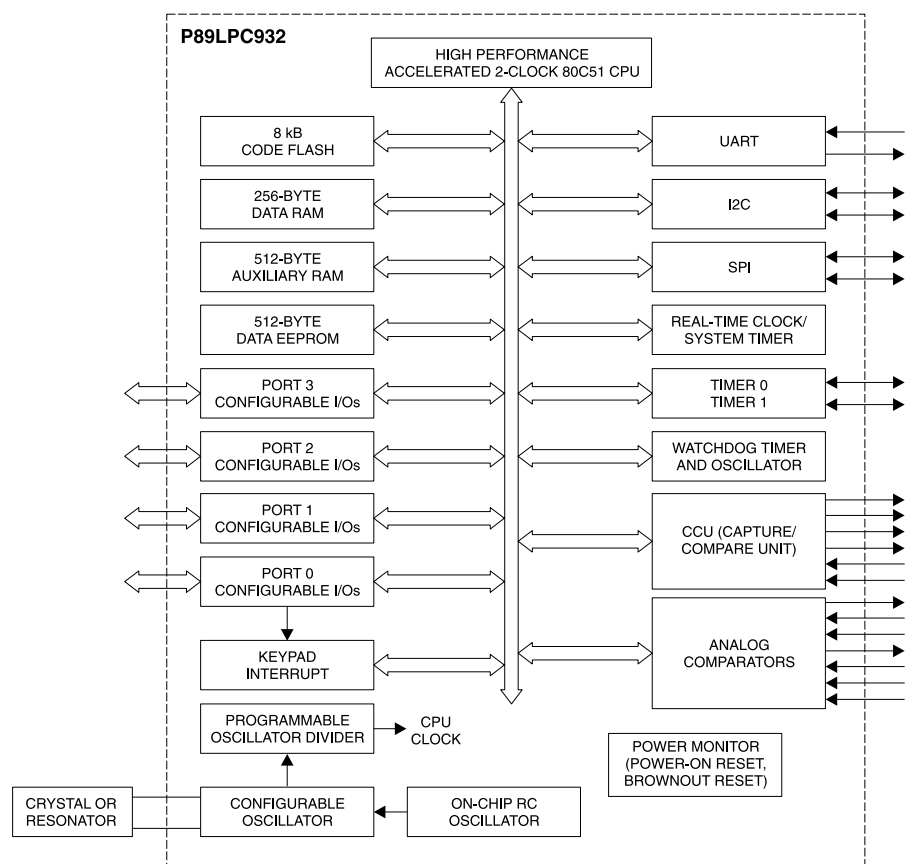 P89LPC932
HIGH PERFORMANCE
ACCELERATED 2-CLOCK 80C51 CPU
8 kB
CODE FLASH
UART
256-BYTE
DATA RAM
I2C
512-BYTE
AUXILIARY RAM
SPI
512-BYTE
DATA EEPROM
REAL-TIME CLOCK/
SYSTEM TIMER
PORT 3
CONFIGURABLE I/Os
TIMER 0
TIMER 1
PORT 2
CONFIGURABLE I/Os
WATCHDOG TIMER
AND OSCILLATOR
PORT 1
CONFIGURABLE I/Os
CCU (CAPTURE/
COMPARE UNIT)
PORT 0
CONFIGURABLE I/Os
KEYPAD
INTERRUPT
ANALOG
COMPARATORS
PROGRAMMABLE
OSCILLATOR DIVIDER
CPU
CLOCK
POWER MONITOR
(POWER-ON RESET,
BROWNOUT RESET)
CRYSTAL OR
RESONATOR
CONFIGURABLE
OSCILLATOR
ON-CHIP RC
OSCILLATOR